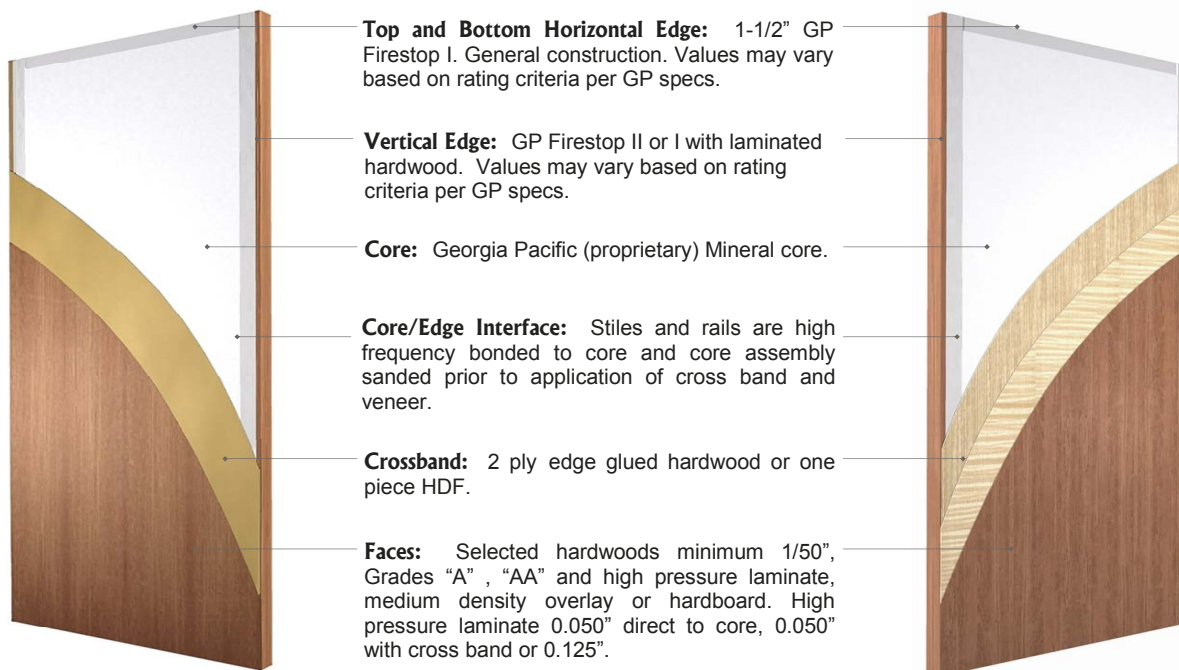 Top and Bottom Horizontal Edge: 1-1/2” GP
Firestop I. General construction. Values may vary
based on rating criteria per GP specs.
Vertical Edge: GP Firestop II or I with laminated
hardwood. Values may vary based on rating
criteria per GP specs.
Core: Georgia Pacific (proprietary) Mineral core.
Core/Edge Interface: Stiles and rails are high
frequency bonded to core and core assembly
sanded prior to application of cross band and
veneer.
Crossband: 2 ply edge glued hardwood or one
piece HDF.
Faces: Selected hardwoods minimum 1/50”,
Grades “A” , “AA” and high pressure laminate,
medium density overlay or hardboard. High
pressure laminate 0.050” direct to core, 0.050”
with cross band or 0.125”.